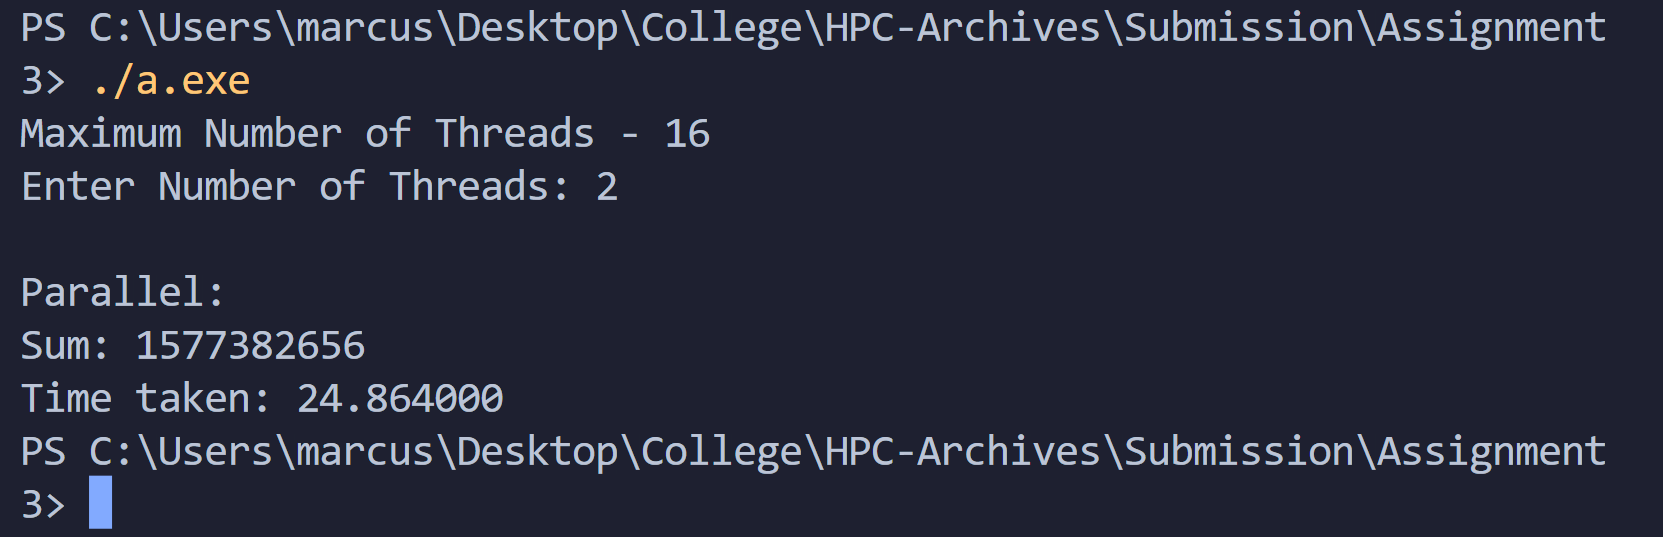 PS C:\Users\marcus\Desktop\College\HPC-Archives\Submission\Assignment
3> ./a.exe
Maximum Number of Threads - 16
Enter Number of Threads: 2
Parallel:
Sum: 1577382656
Time taken: 24.864000
PS C:\Users\marcus\Desktop\College\HPC-Archives\Submission\Assignment
3>